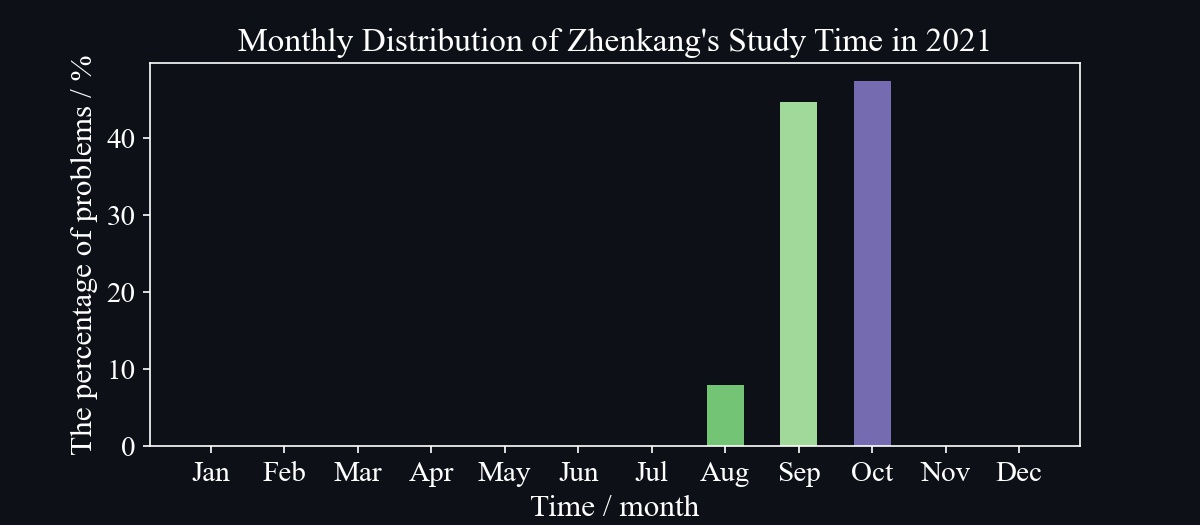 Monthly Distribution of Zhenkang's Study Time in 2021
The percentage of problems / %
40
30
20
10
0
Jan Feb Mar Apr May Jun Jul Aug Sep Oct Nov Dec
Time / month